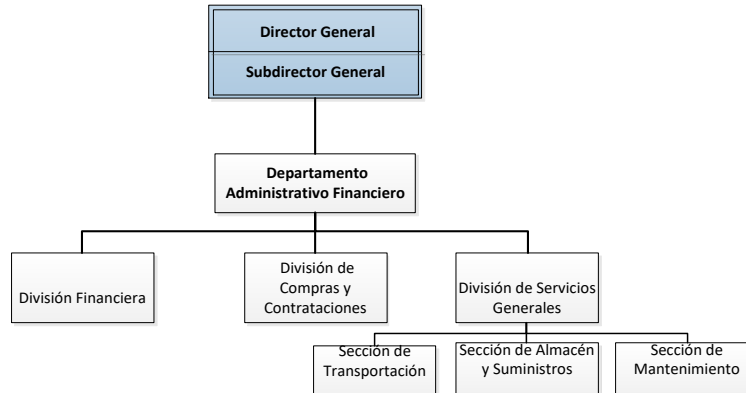 Director General
Subdirector General
Departamento
Administrativo Financiero
División Financiera
División de
Compras y
Contrataciones
División de Servicios
Generales
Sección de
Transportación
Sección de Almacén
y Suministros
Sección de
Mantenimiento